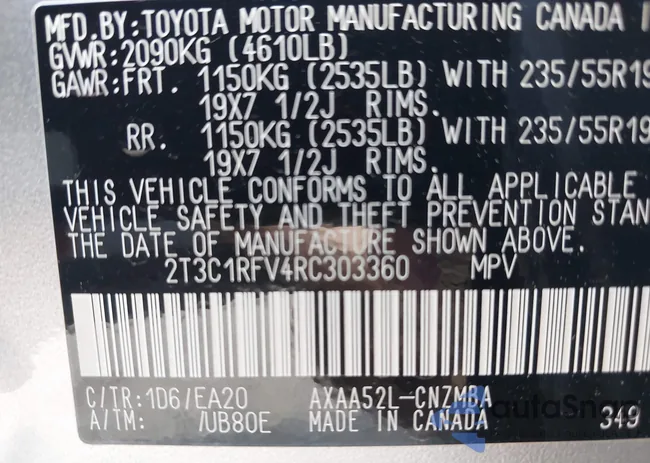 MFD.BY:TOYOTA MOTOR MANUFACTURING CANADA
GVWR:2090KG (4610LB)
GAWR:FRT. 1150KG (2535LB) WITH 235/55R19
19X7 1/2J RIMS.
RR. 1150KG (2535LB) WITH 235/55R19
19X7 1/2J RIMS.
THIS VEHICLE CONFORMS TO ALL APPLICABLE
VEHICLE SAFETY AND THEFT PREVENTION STAN
THE DATE OF MANUFACTURE SHOWN ABOVE.
2T3C1RFV4RC303360 MPV
C/TR:1D6/EA20 AXAA52L-CNZMBA
A/TM: /UB80E MADE IN CANADA 349
autoSnap